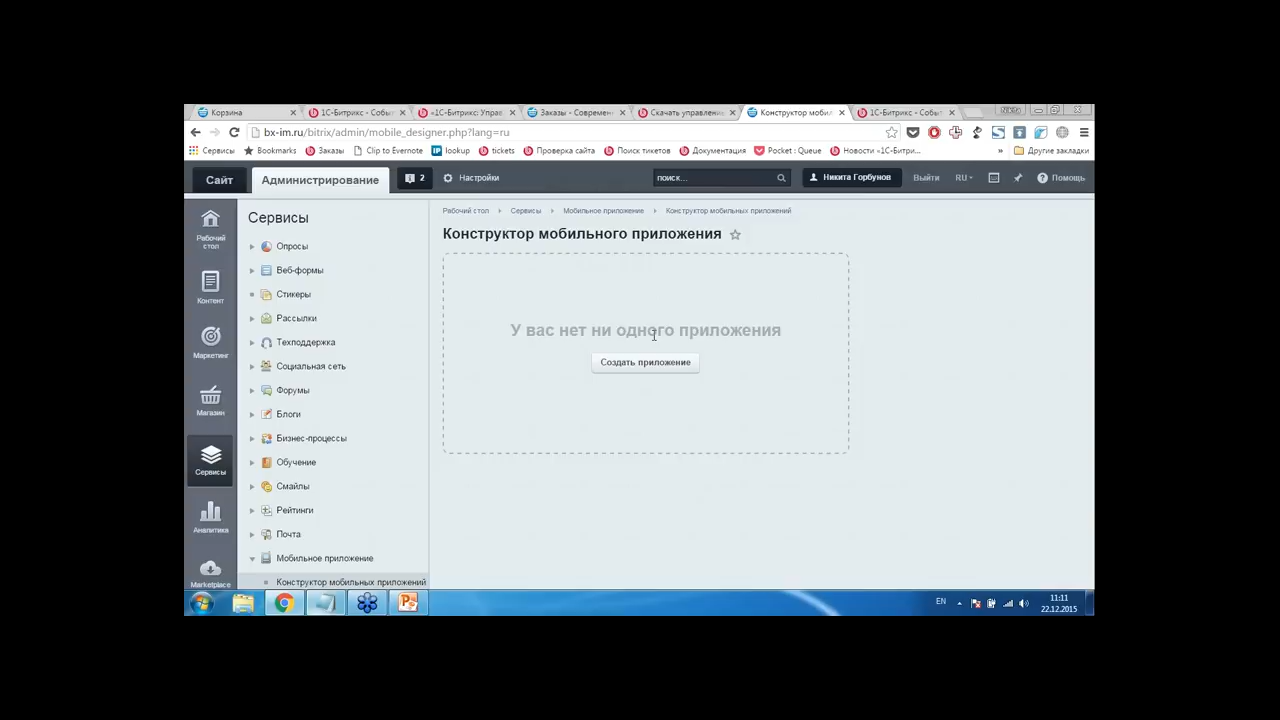 Корзина
1С-Битрикс - Событ
«1С-Битрикс: Управ
Заказы - Современ
Скачать управлени
Конструктор мобил
1С-Битрикс - Событ
bx-im.ru/bitrix/admin/mobile_designer.php?lang=ru
Сервисы
Bookmarks
Заказы
Clip to Evernote
lookup
tickets
Проверка сайта
Поиск тикетов
Документация
Pocket : Queue
Новости «1С-Битри...
»
Другие закладки
Сайт
Администрирование
2
Настройки
поиск...
Никита Горбунов
Выйти
RU
Помощь
Рабочий стол
Контент
Маркетинг
Магазин
Сервисы
Аналитика
Marketplace
Сервисы
Опросы
Веб-формы
Стикеры
Рассылки
Техподдержка
Социальная сеть
Форумы
Блоги
Бизнес-процессы
Обучение
Смайлы
Рейтинги
Почта
Мобильное приложение
Конструктор мобильных приложений
Рабочий стол Сервисы Мобильное приложение Конструктор мобильных приложений
Конструктор мобильного приложения
У вас нет ни одного приложения
Создать приложение
EN
11:11
22.12.2015